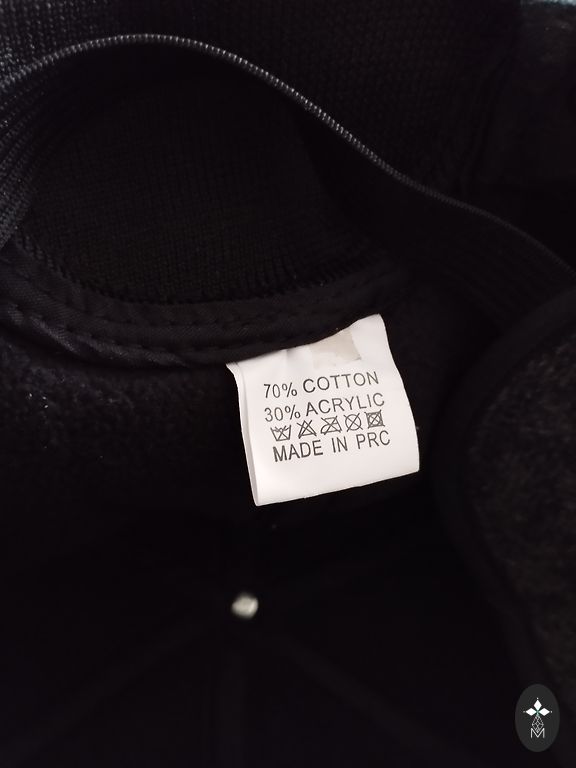 70% COTTON
30% ACRYLIC
MADE IN PRC
M